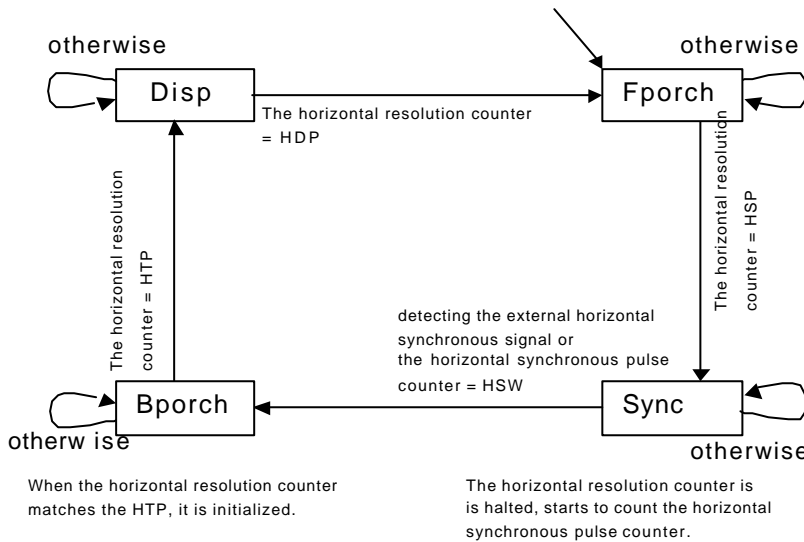 otherwise
otherwise
Disp
Fporch
The horizontal resolution counter
= HDP
The horizontal resolution
counter = HTP
The horizontal resolution
counter = HSP
detecting the external horizontal
synchronous signal or
the horizontal synchronous pulse
counter = HSW
Bporch
Sync
otherw ise
otherwise
When the horizontal resolution counter
matches the HTP, it is initialized.
The horizontal resolution counter is
is halted, starts to count the horizontal
synchronous pulse counter.